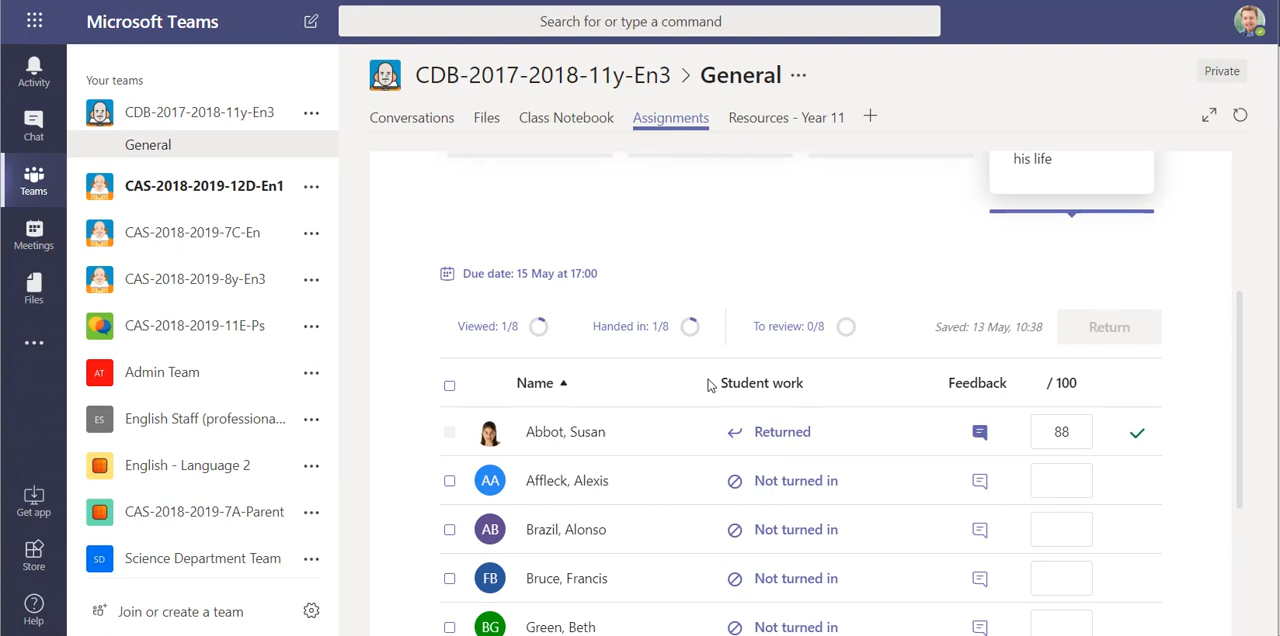 Microsoft Teams
Search for or type a command
Activity
Chat
Teams
Meetings
Files
Get app
Store
Help
Your teams
CDB-2017-2018-11y-En3
General
CAS-2018-2019-12D-En1
CAS-2018-2019-7C-En
CAS-2018-2019-8y-En3
CAS-2018-2019-11E-Ps
AT Admin Team
ES English Staff (professiona...
English - Language 2
CAS-2018-2019-7A-Parent
SD Science Department Team
Join or create a team
CDB-2017-2018-11y-En3 > General ... Private
Conversations Files Class Notebook Assignments Resources - Year 11 +
his life
Due date: 15 May at 17:00
Viewed: 1/8 Handed in: 1/8 To review: 0/8 Saved: 13 May, 10:38 Return
Name Student work Feedback / 100
Abbot, Susan Returned 88
AA Affleck, Alexis Not turned in
AB Brazil, Alonso Not turned in
FB Bruce, Francis Not turned in
BG Green, Beth Not turned in